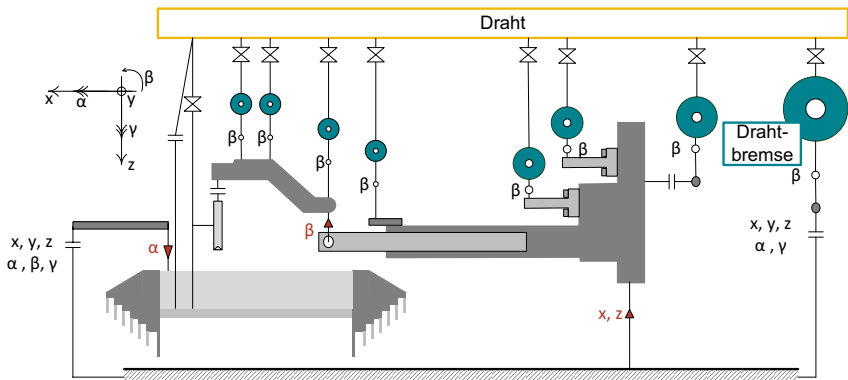 Draht
β
x
α
y
γ
z
β
β
β
β
β
β
β
Draht-
bremse
β
x, y, z
α , β, γ
α
β
x, y, z
α , γ
x, z